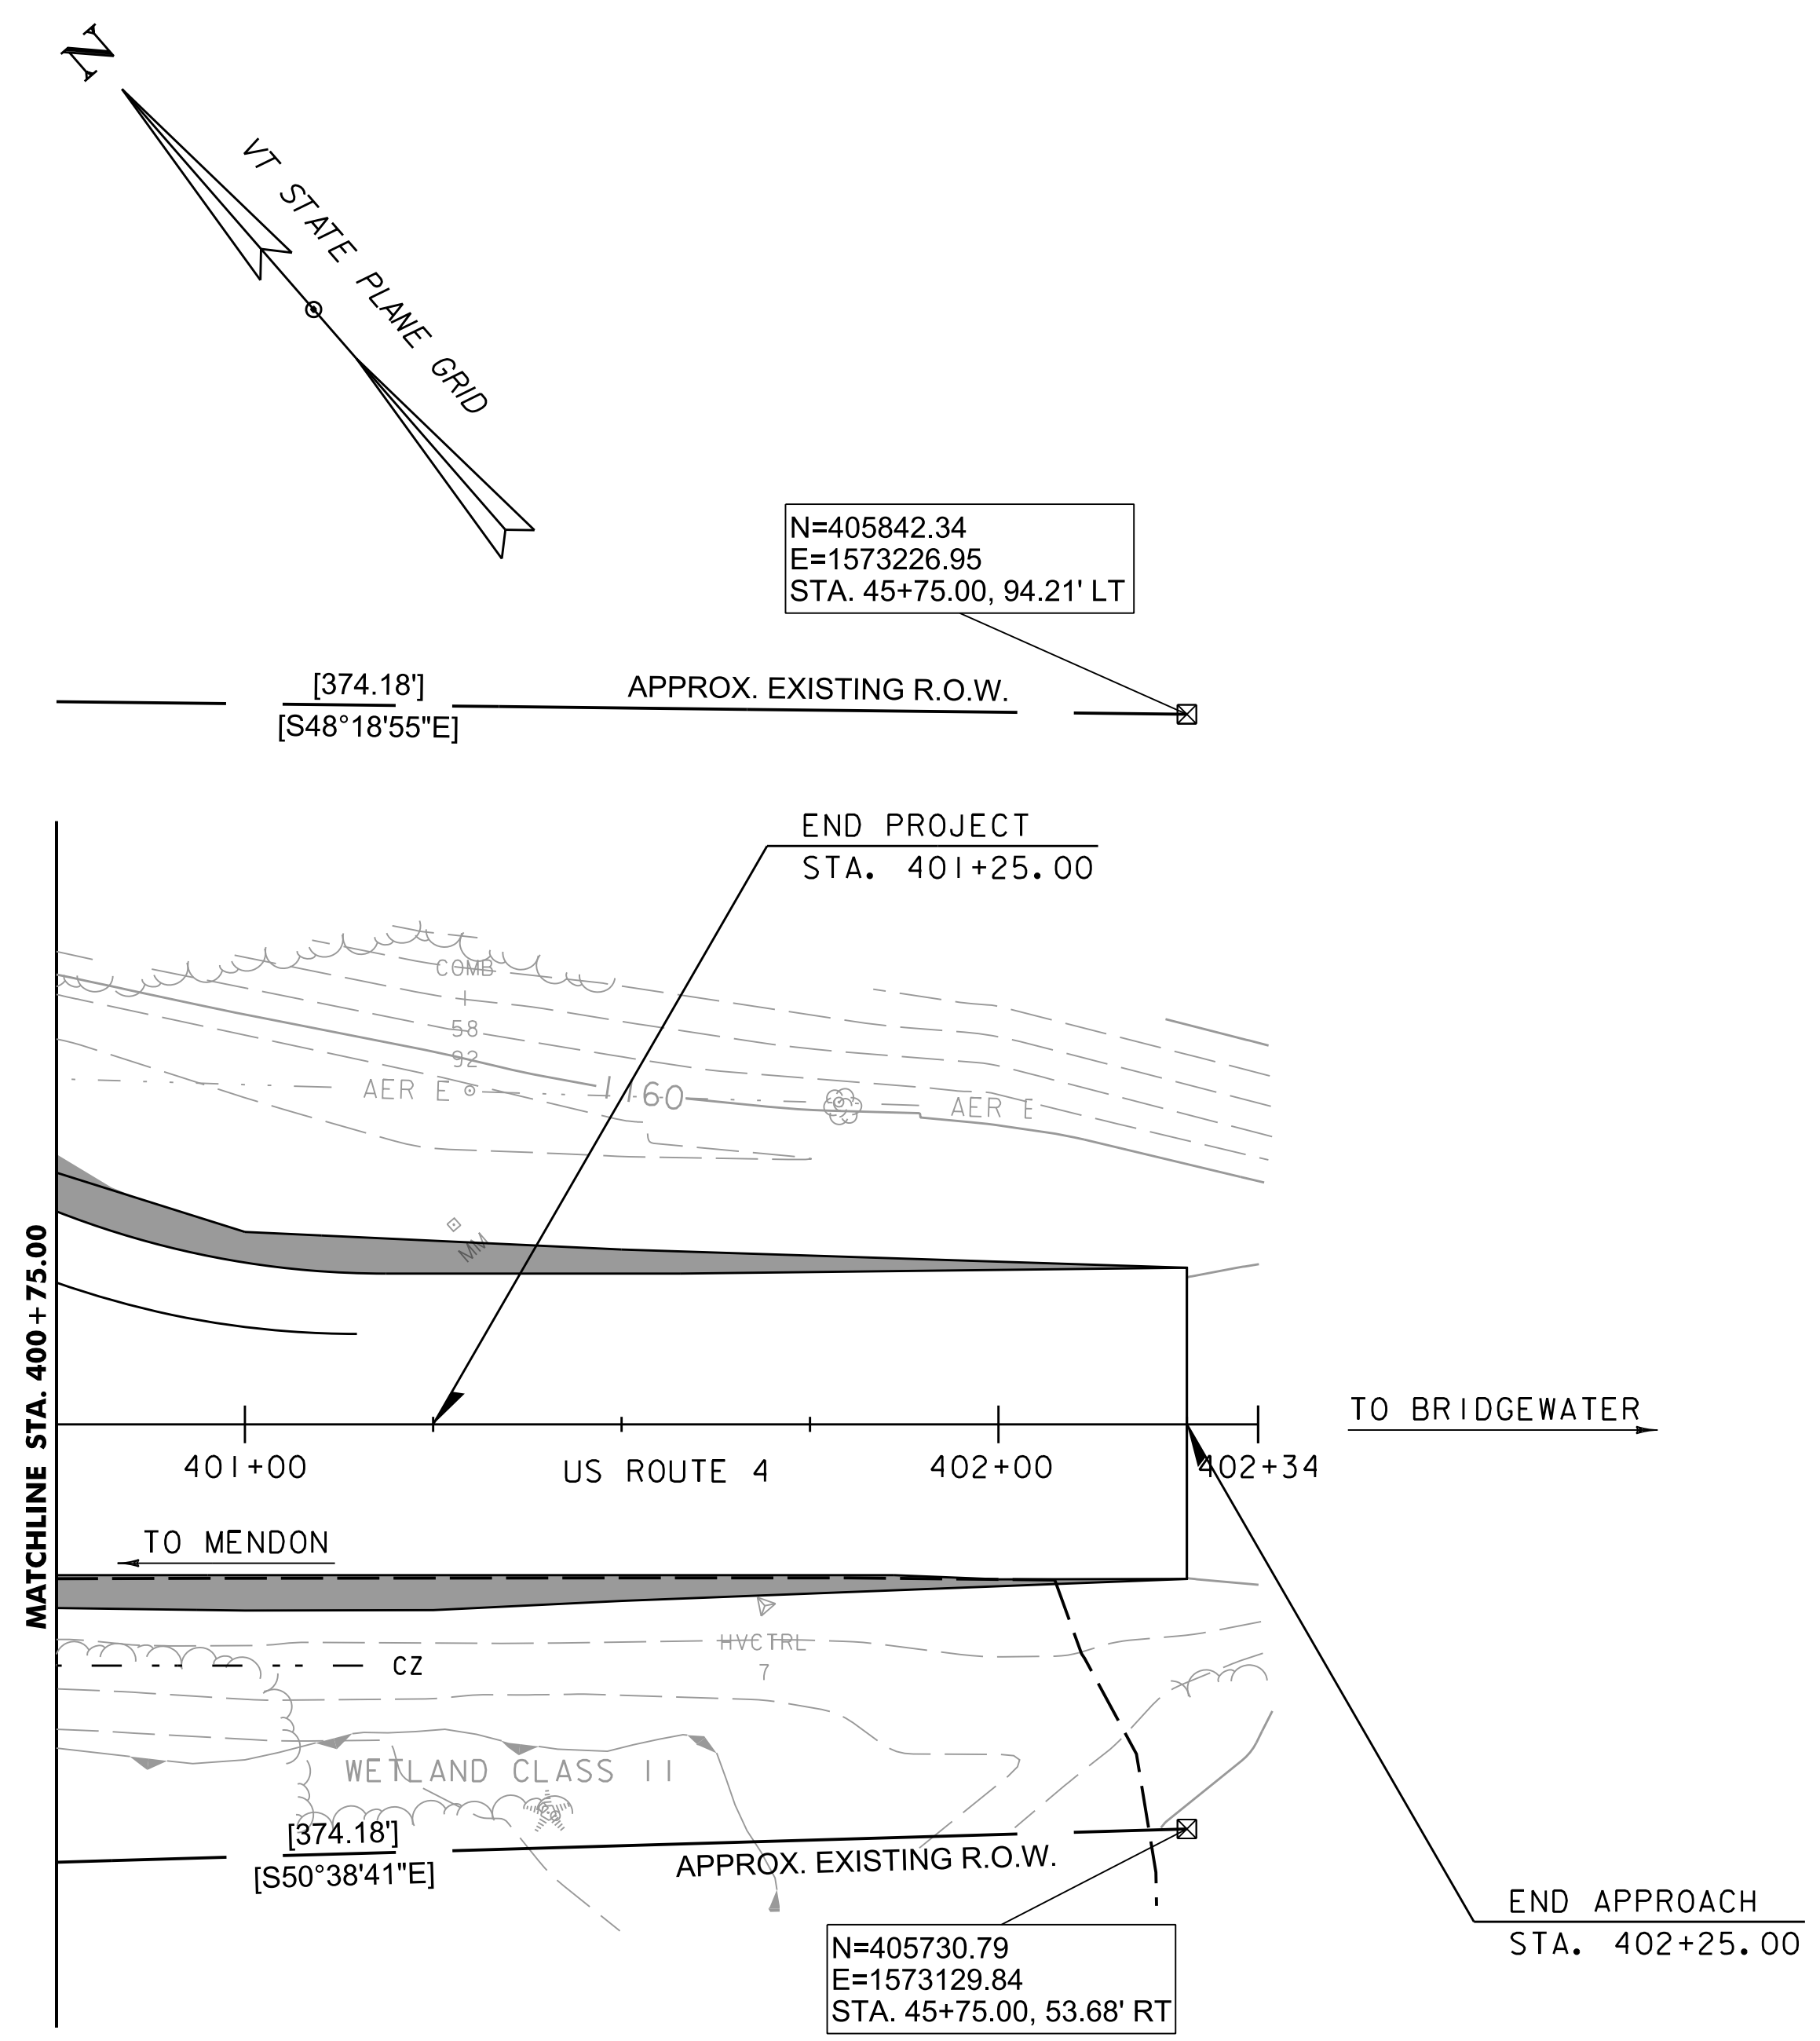 N
VT STATE PLANE GRID
N=405842.34
E=1573226.95
STA. 45+75.00, 94.21' LT
[374.18']
[S48°18'55"E]
APPROX. EXISTING R.O.W.
END PROJECT
STA. 401+25.00
COMB
58
92
AER E
1160
AER E
MM
MATCHLINE STA. 400+75.00
401+00
US ROUTE 4
402+00
402+34
TO BRIDGEWATER
TO MENDON
HVCTRL
7
CZ
WETLAND CLASS II
[374.18']
[S50°38'41"E]
APPROX. EXISTING R.O.W.
END APPROACH
STA. 402+25.00
N=405730.79
E=1573129.84
STA. 45+75.00, 53.68' RT